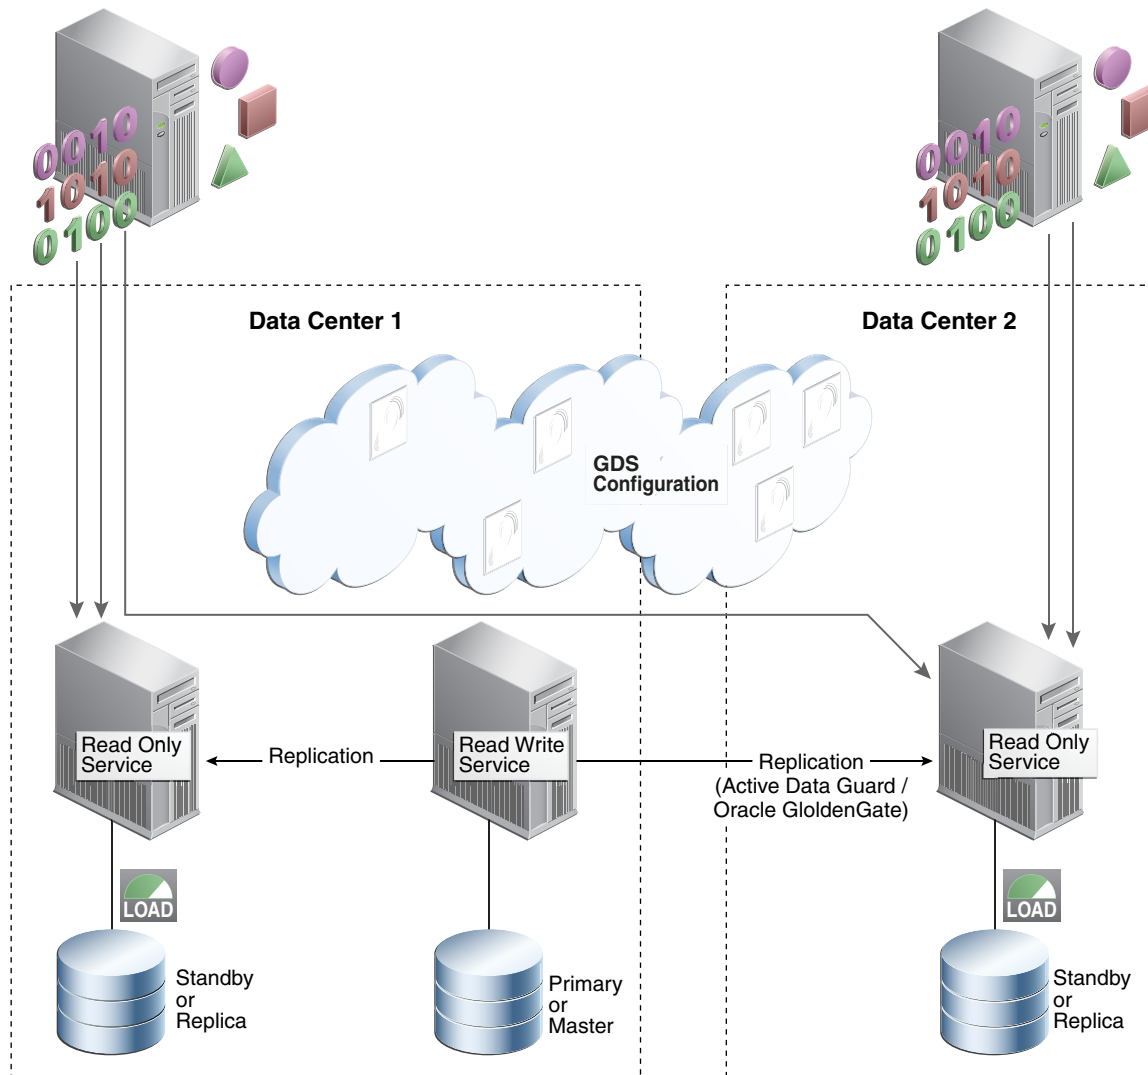 0010
1010
0100
0010
1010
0100
Data Center 1
Data Center 2
GDS
Configuration
Read Only
Service
Replication
Read Write
Service
Replication
(Active Data Guard /
Oracle GloldenGate)
Read Only
Service
LOAD
LOAD
Standby
or
Replica
Primary
or
Master
Standby
or
Replica